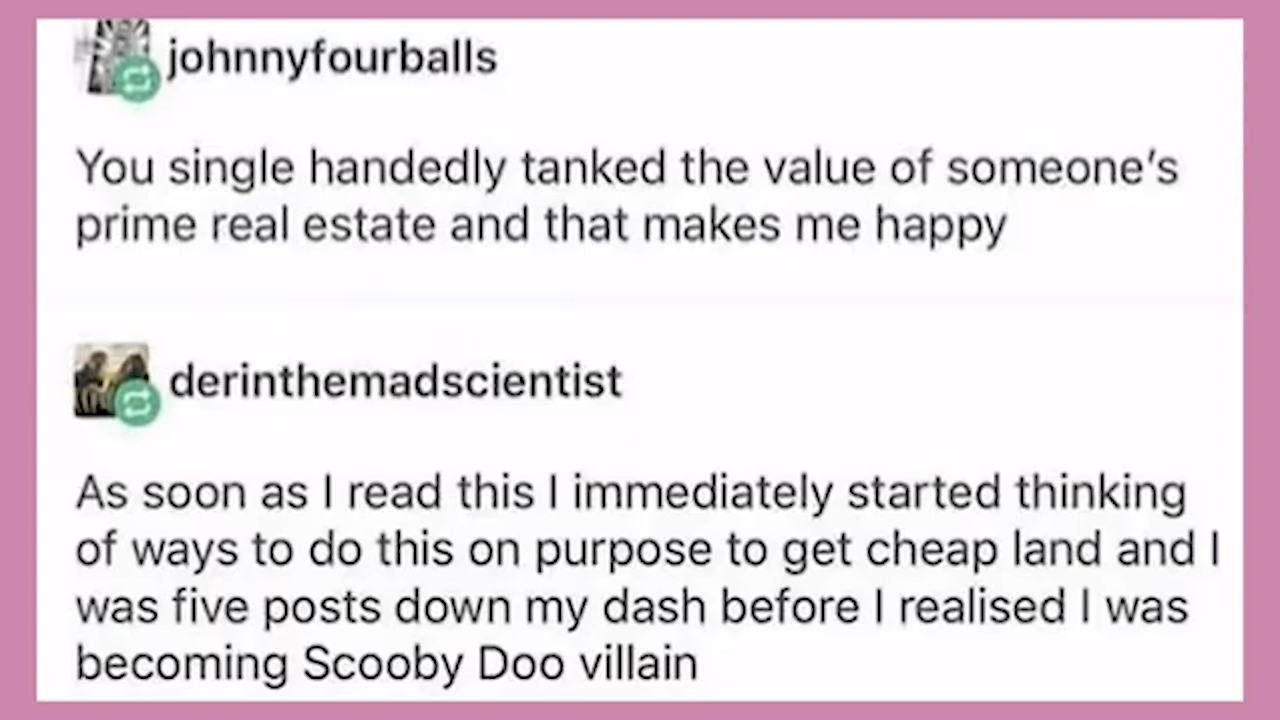 johnnyfourballs
You single handedly tanked the value of someone's
prime real estate and that makes me happy
derinthemadscientist
As soon as I read this I immediately started thinking
of ways to do this on purpose to get cheap land and I
was five posts down my dash before I realised I was
becoming Scooby Doo villain